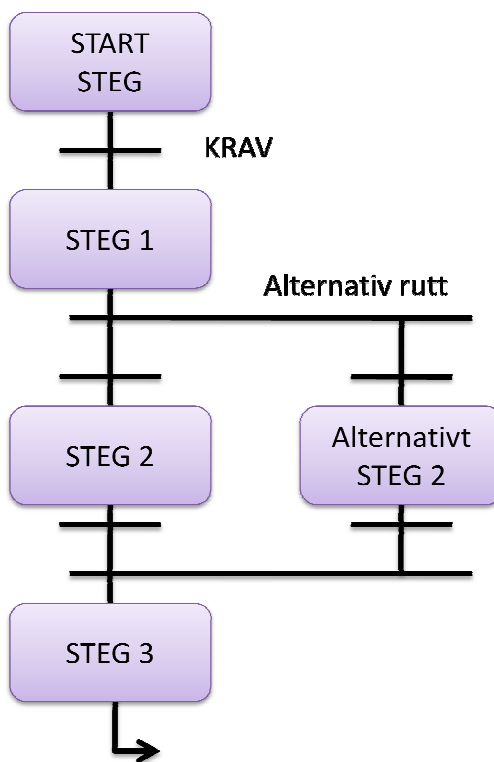 START
STEG
KRAV
STEG 1
Alternativ rutt
STEG 2
Alternativt
STEG 2
STEG 3